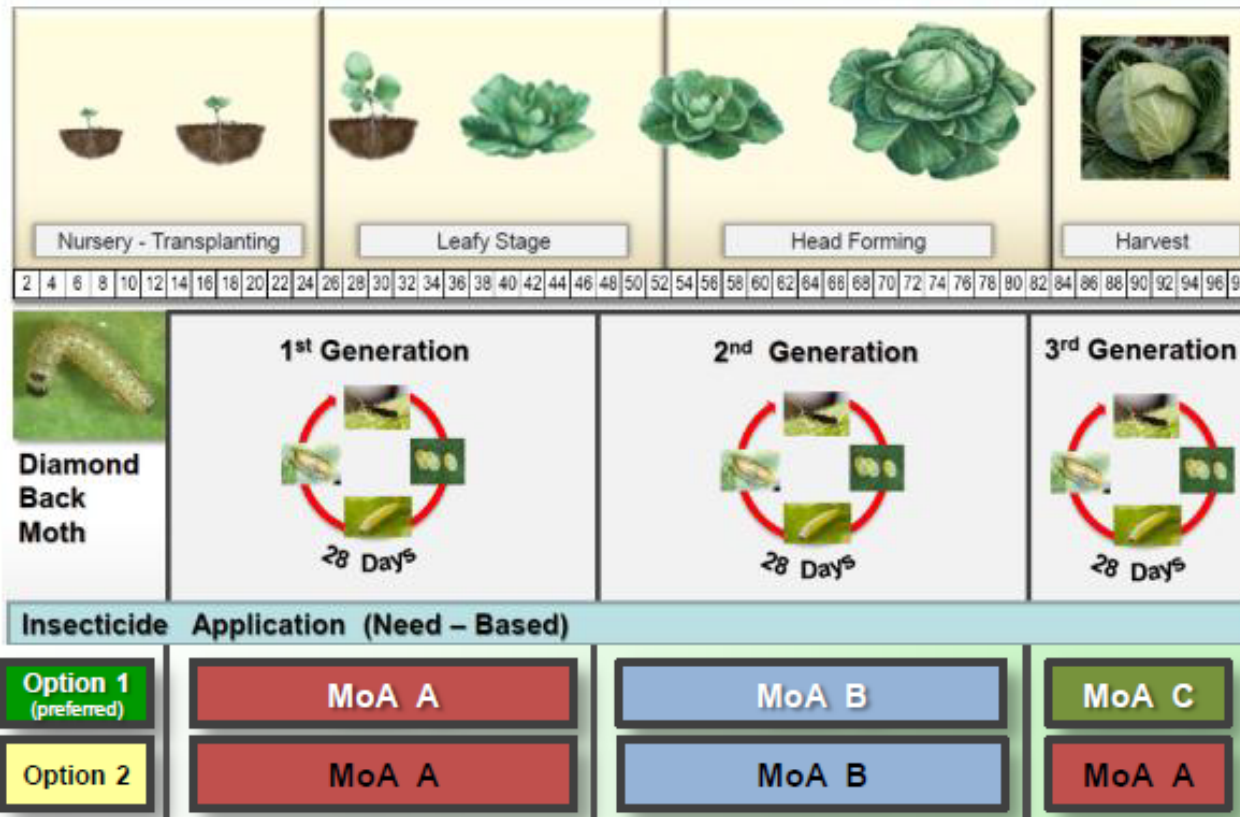 Nursery - Transplanting
Leafy Stage
Head Forming
Harvest
2 4 6 8 10 12 14 16 18 20 22 24 26 28 30 32 34 36 38 40 42 44 46 48 50 52 54 56 58 60 62 64 66 68 70 72 74 76 78 80 82 84 86 88 90 92 94 96 9
1st Generation
2nd Generation
3rd Generation
Diamond
Back
Moth
28 Days
28 Days
28 Days
Insecticide Application (Need – Based)
Option 1
(preferred)
MoA A
MoA B
MoA C
Option 2
MoA A
MoA B
MoA A